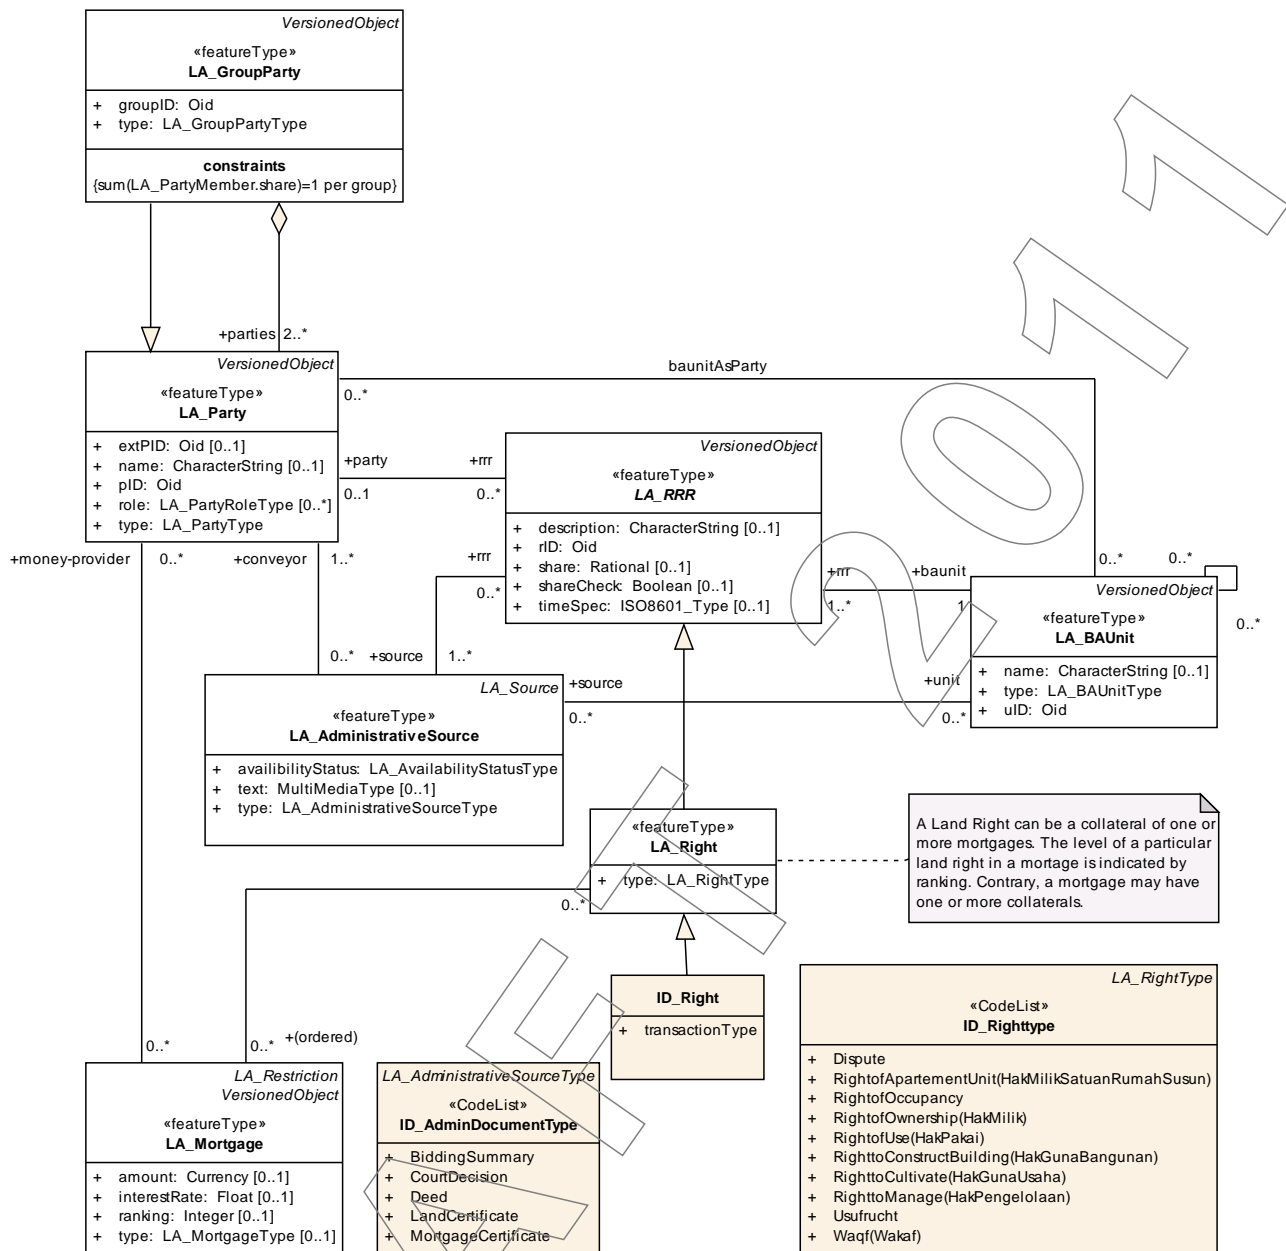 VersionedObject
«featureType»
LA_GroupParty
+ groupID: Oid
+ type: LA_GroupPartyType
constraints
{sum(LA_PartyMember.share)=1 per group}
+parties 2..*
VersionedObject
«featureType»
LA_Party
+ extPID: Oid [0..1]
+ name: CharacterString [0..1]
+ pID: Oid
+ role: LA_PartyRoleType [0..*]
+ type: LA_PartyType
baunitAsParty
0..*
0..*
+party
0..1
+rrr
0..*
VersionedObject
«featureType»
LA_RRR
+ description: CharacterString [0..1]
+ rID: Oid
+ share: Rational [0..1]
+ shareCheck: Boolean [0..1]
+ timeSpec: ISO8601_Type [0..1]
+rrr
1..*
+baunit
1
0..*
0..*
VersionedObject
«featureType»
LA_BAUnit
+ name: CharacterString [0..1]
+ type: LA_BAUnitType
+ uID: Oid
+money-provider
0..*
+conveyor
1..*
+rrr
0..*
0..*
+source
1..*
LA_Source
«featureType»
LA_AdministrativeSource
+ availibilityStatus: LA_AvailabilityStatusType
+ text: MultiMediaType [0..1]
+ type: LA_AdministrativeSourceType
+source
0..*
+unit
0..*
«featureType»
LA_Right
+ type: LA_RightType
0..*
A Land Right can be a collateral of one or
more mortgages. The level of a particular
land right in a mortage is indicated by
ranking. Contrary, a mortgage may have
one or more collaterals.
ID_Right
+ transactionType
0..*
0..*
+(ordered)
LA_Restriction
VersionedObject
«featureType»
LA_Mortgage
+ amount: Currency [0..1]
+ interestRate: Float [0..1]
+ ranking: Integer [0..1]
+ type: LA_MortgageType [0..1]
LA_AdministrativeSourceType
«CodeList»
ID_AdminDocumentType
+ BiddingSummary
+ CourtDecision
+ Deed
+ LandCertificate
+ MortgageCertificate
LA_RightType
«CodeList»
ID_Righttype
+ Dispute
+ RightofApartementUnit(HakMilikSatuanRumahSusun)
+ RightofOccupancy
+ RightofOwnership(HakMilik)
+ RightofUse(HakPakai)
+ RighttoConstructBuilding(HakGunaBangunan)
+ RighttoCultivate(HakGunaUsaha)
+ RighttoManage(HakPengelolaan)
+ Usufrucht
+ Waqf(Wakaf)